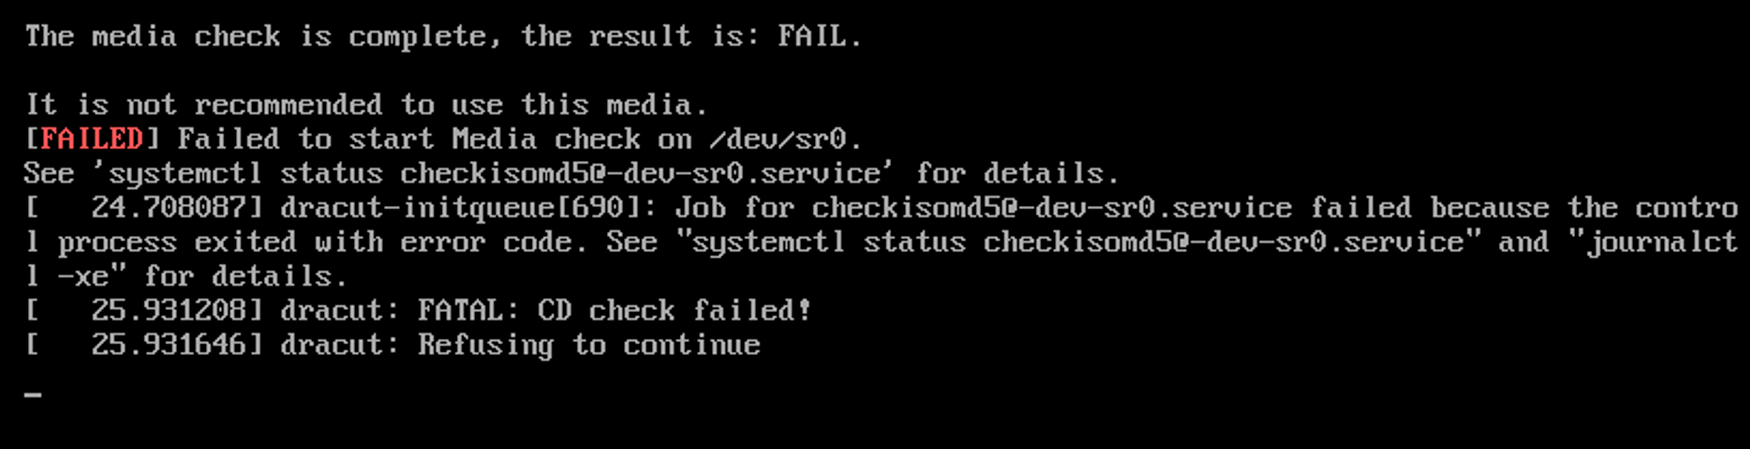 The media check is complete, the result is: FAIL.
It is not recommended to use this media.
[FAILED] Failed to start Media check on /dev/sr0.
See 'systemctl status checkisomd5@-dev-sr0.service' for details.
[   24.708087] dracut-initqueue[690]: Job for checkisomd5@-dev-sr0.service failed because the contro
l process exited with error code. See "systemctl status checkisomd5@-dev-sr0.service" and "journalct
l -xe" for details.
[   25.931208] dracut: FATAL: CD check failed!
[   25.931646] dracut: Refusing to continue
_